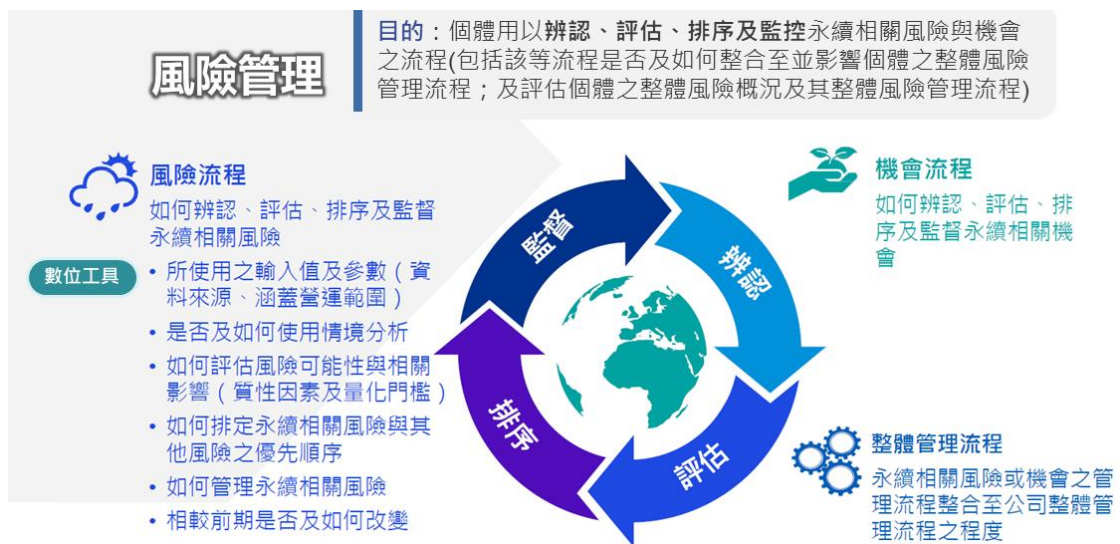 風險管理
目的：個體用以辨認、評估、排序及監控永續相關風險與機會
之流程(包括該等流程是否及如何整合至並影響個體之整體風險
管理流程；及評估個體之整體風險概況及其整體風險管理流程)
風險流程
如何辨認、評估、排序及監督
永續相關風險
數位工具
• 所使用之輸入值及參數（資
料來源、涵蓋營運範圍）
• 是否及如何使用情境分析
• 如何評估風險可能性與相關
影響（質性因素及量化門檻）
• 如何排定永續相關風險與其
他風險之優先順序
• 如何管理永續相關風險
• 相較前期是否及如何改變
監督
辨認
評估
排序
機會流程
如何辨認、評估、排
序及監督永續相關機
會
整體管理流程
永續相關風險或機會之管
理流程整合至公司整體管
理流程之程度